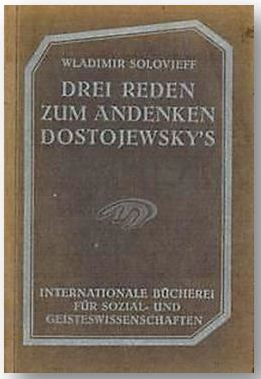 WLADIMIR SOLOVJEFF
DREI REDEN
ZUM ANDENKEN
DOSTOJEWSKY'S
INTERNATIONALE BÜCHEREI
FÜR SOZIAL- UND
GEISTESWISSENSCHAFTEN